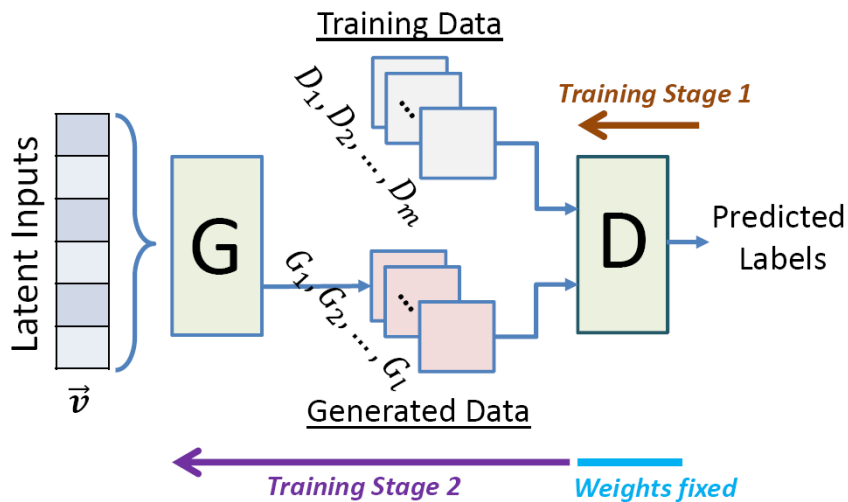 Training Data
D₁, D₂, ..., Dₘ
...
Training Stage 1
Latent Inputs
G
D
Predicted
Labels
G₁, G₂, ..., Gₗ
...
v⃗
Generated Data
Training Stage 2
Weights fixed